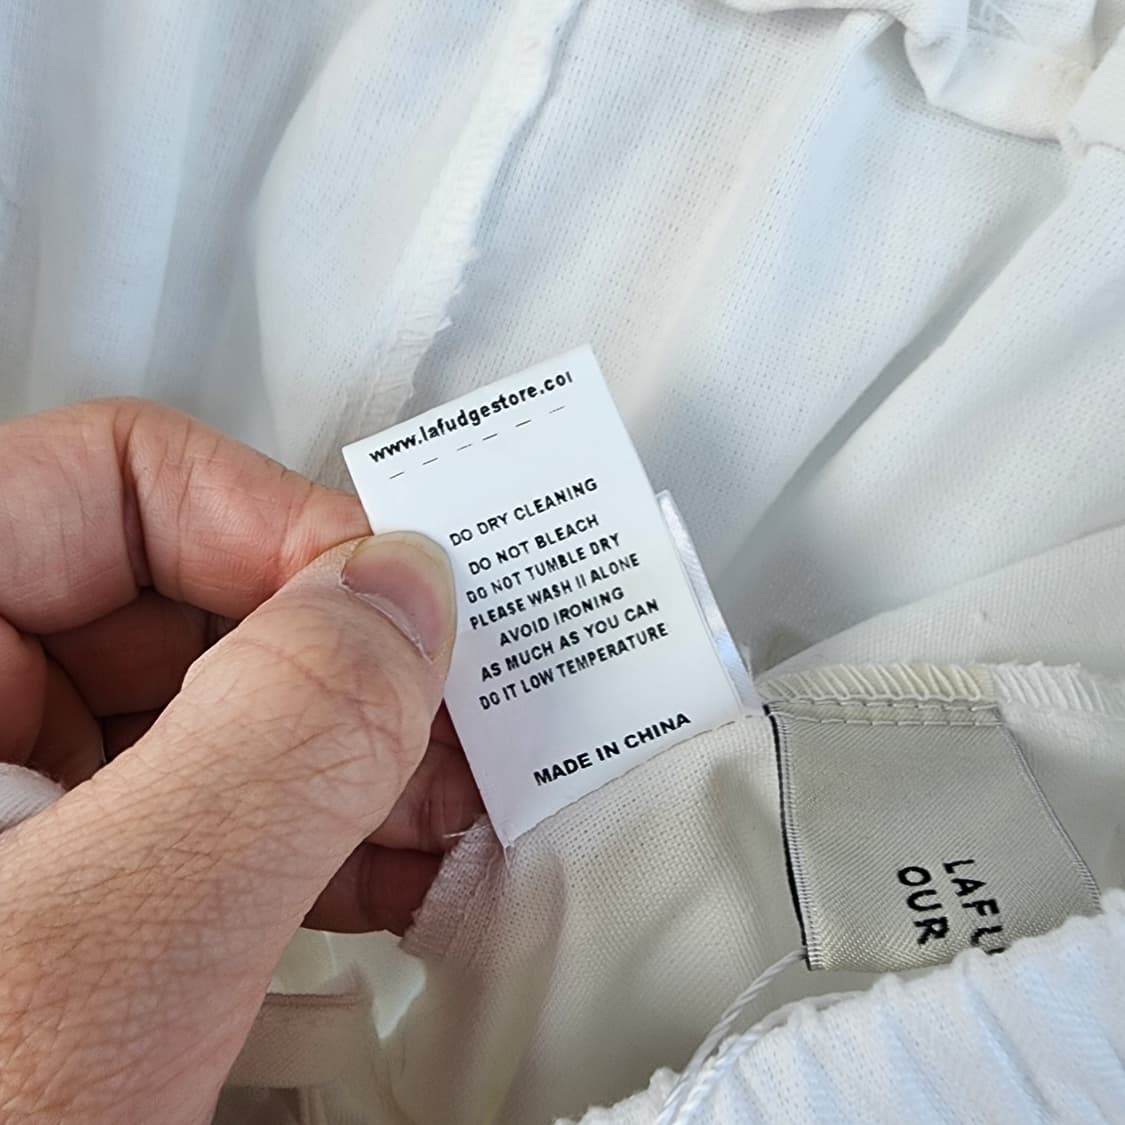 www.lafudgestore.co
DO DRY CLEANING
DO NOT BLEACH
DO NOT TUMBLE DRY
PLEASE WASH II ALONE
AVOID IRONING
AS MUCH AS YOU CAN
DO IT LOW TEMPERATURE
MADE IN CHINA
LAFU
OUR